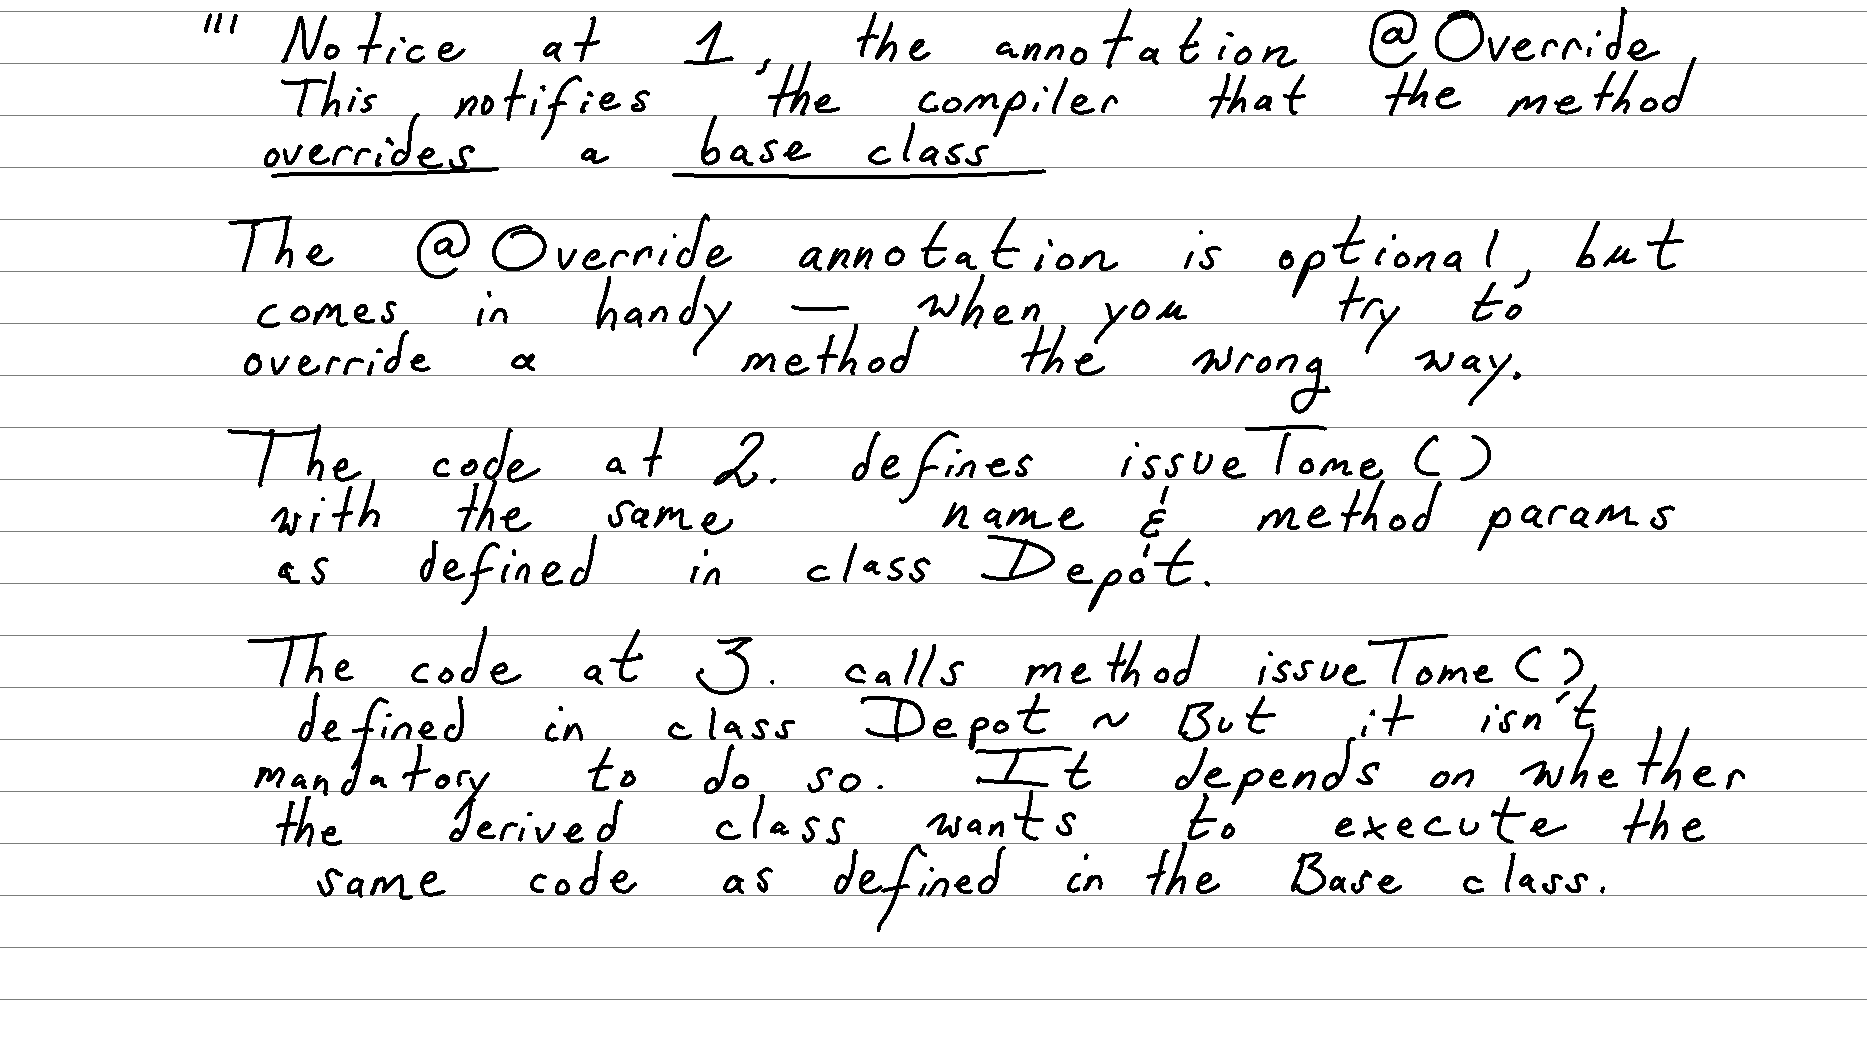 ''' Notice at 1, the annotation @Override,
This notifies the compiler that the method
overrides a base class
The @Override annotation is optional, but
comes in handy — when you try to
override a method the wrong way.
The code at 2. defines issueTome()
with the same name & method params
as defined in class Depot.
The code at 3. calls method issueTome()
defined in class Depot ~ But it isn't
mandatory to do so. It depends on whether
the derived class wants to execute the
same code as defined in the Base class.